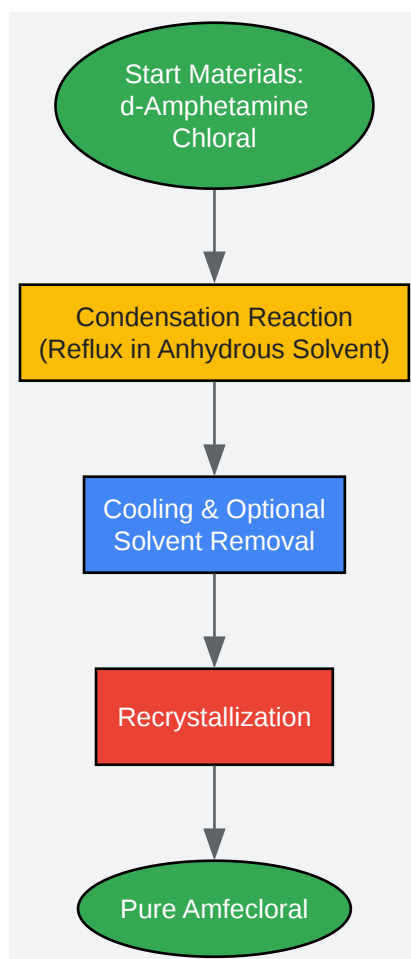 Start Materials:
d-Amphetamine
Chloral
Condensation Reaction
(Reflux in Anhydrous Solvent)
Cooling & Optional
Solvent Removal
Recrystallization
Pure Amfecloral